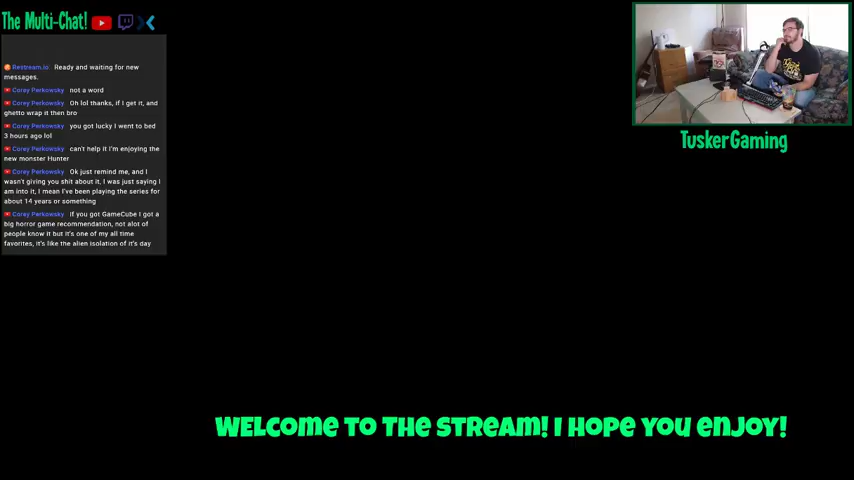 The Multi-Chat!
Restream.io Ready and waiting for new
messages.
Corey Perkowsky not a word
Corey Perkowsky Oh lol thanks, if I get it, and
ghetto wrap it then bro
Corey Perkowsky you got lucky I went to bed
3 hours ago lol
Corey Perkowsky can't help it I'm enjoying the
new monster Hunter
Corey Perkowsky Ok just remind me, and I
wasn't giving you shit about it, I was just saying I
am into it, I mean I've been playing the series for
about 14 years or something
Corey Perkowsky If you got GameCube I got a
big horror game recommendation, not alot of
people know it but it's one of my all time
favorites, it's like the alien isolation of it's day
TuskerGaming
WELCOME TO THE STREAM! I HOPE YOU ENJOY!